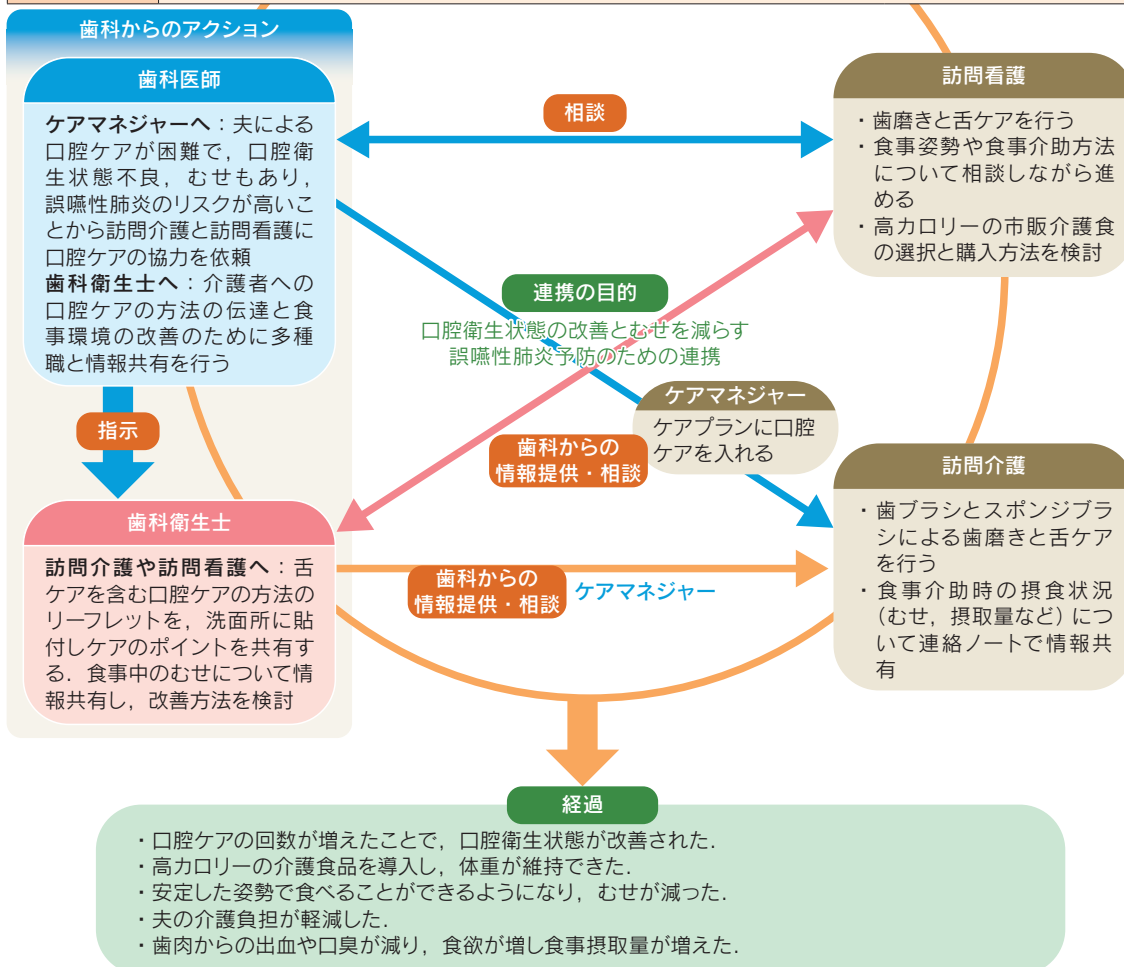 歯科からのアクション
歯科医師
ケアマネジャーへ：夫による
口腔ケアが困難で，口腔衛
生状態不良，むせもあり，
誤嚥性肺炎のリスクが高いこ
とから訪問介護と訪問看護に
口腔ケアの協力を依頼
歯科衛生士へ：介護者への
口腔ケアの方法の伝達と食
事環境の改善のために多種
職と情報共有を行う
相談
訪問看護
・歯磨きと舌ケアを行う
・食事姿勢や食事介助方法
について相談しながら進
める
・高カロリーの市販介護食
の選択と購入方法を検討
連携の目的
口腔衛生状態の改善とむせを減らす
誤嚥性肺炎予防のための連携
ケアマネジャー
ケアプランに口腔
ケアを入れる
指示
歯科からの
情報提供・相談
歯科衛生士
訪問介護や訪問看護へ：舌
ケアを含む口腔ケアの方法の
リーフレットを，洗面所に貼
付しケアのポイントを共有す
る．食事中のむせについて情
報共有し，改善方法を検討
歯科からの
情報提供・相談
ケアマネジャー
訪問介護
・歯ブラシとスポンジブラ
シによる歯磨きと舌ケア
を行う
・食事介助時の摂食状況
（むせ，摂取量など）につ
いて連絡ノートで情報共
有
経過
・口腔ケアの回数が増えたことで，口腔衛生状態が改善された．
・高カロリーの介護食品を導入し，体重が維持できた．
・安定した姿勢で食べることができるようになり，むせが減った．
・夫の介護負担が軽減した．
・歯肉からの出血や口臭が減り，食欲が増し食事摂取量が増えた．